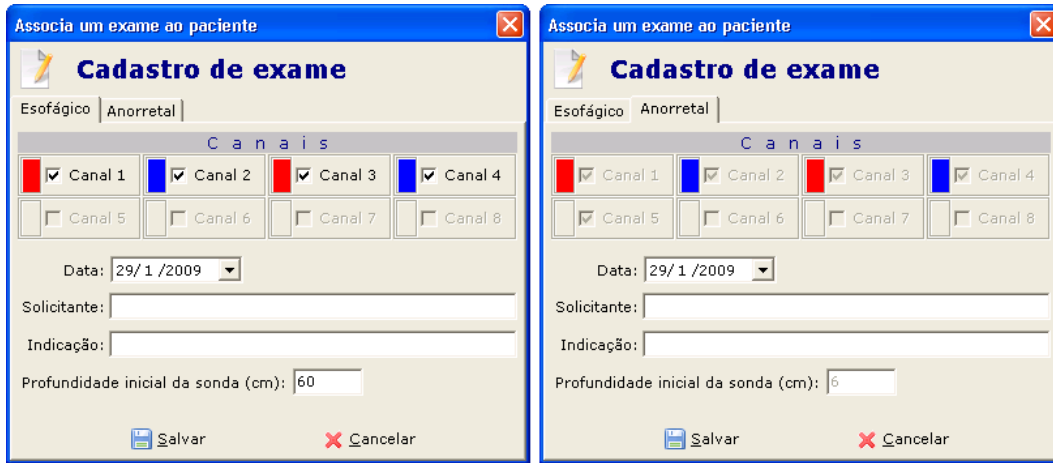 Associa um exame ao paciente
Cadastro de exame
Esofágico Anorretal
Canais
Canal 1 Canal 2 Canal 3 Canal 4
Canal 5 Canal 6 Canal 7 Canal 8
Data: 29/ 1 /2009
Solicitante:
Indicação:
Profundidade inicial da sonda (cm): 60
Salvar Cancelar
Associa um exame ao paciente
Cadastro de exame
Esofágico Anorretal
Canais
Canal 1 Canal 2 Canal 3 Canal 4
Canal 5 Canal 6 Canal 7 Canal 8
Data: 29/ 1 /2009
Solicitante:
Indicação:
Profundidade inicial da sonda (cm): 6
Salvar Cancelar